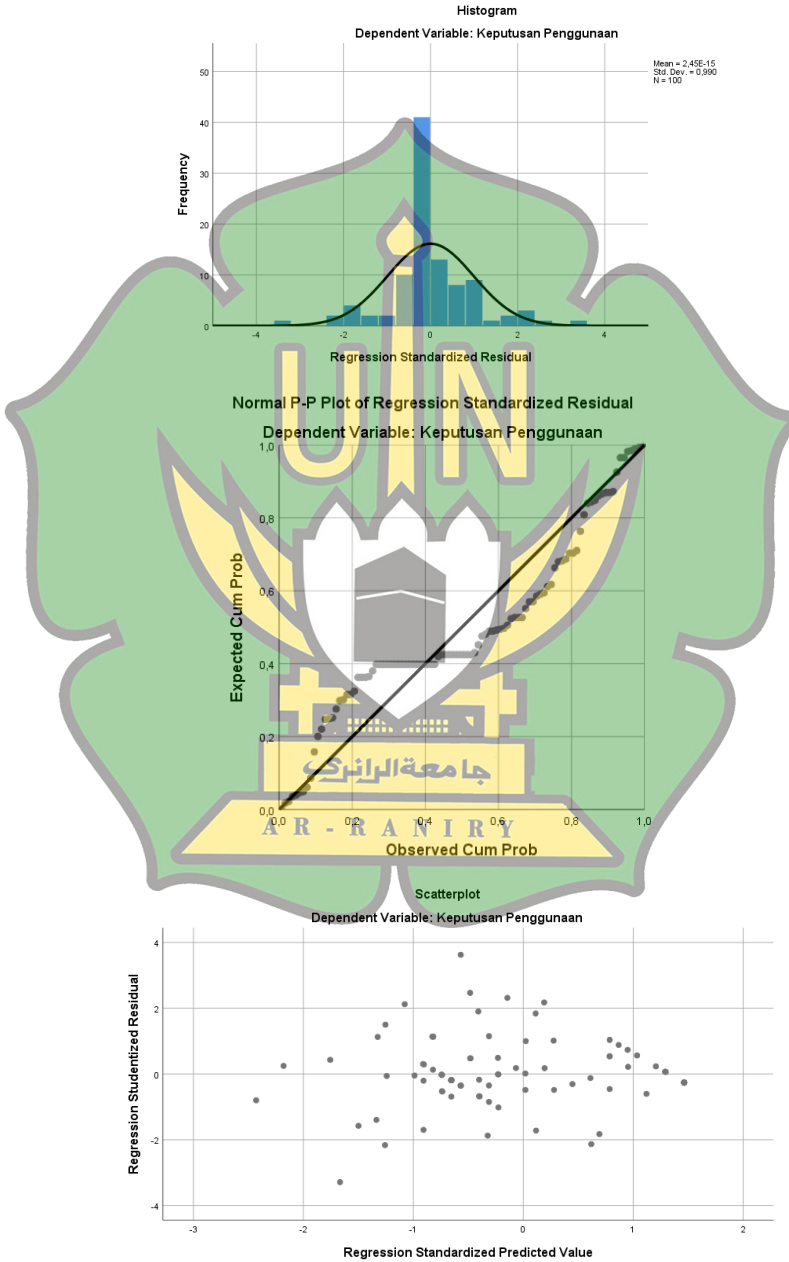 Histogram
Dependent Variable: Keputusan Penggunaan
Mean = 2,45E-15
Std. Dev. = 0,990
N = 100
50
40
30
20
10
0
Frequency
-4 -2 0 2 4
Regression Standardized Residual
UIN
Normal P-P Plot of Regression Standardized Residual
Dependent Variable: Keputusan Penggunaan
1,0
0,8
0,6
0,4
0,2
0,0
Expected Cum Prob
جامعة الرانري
0,0 0,2 0,4 0,6 0,8 1,0
AR-RANIRY
Observed Cum Prob
Scatterplot
Dependent Variable: Keputusan Penggunaan
4
2
0
-2
-4
Regression Studentized Residual
-3 -2 -1 0 1 2
Regression Standardized Predicted Value